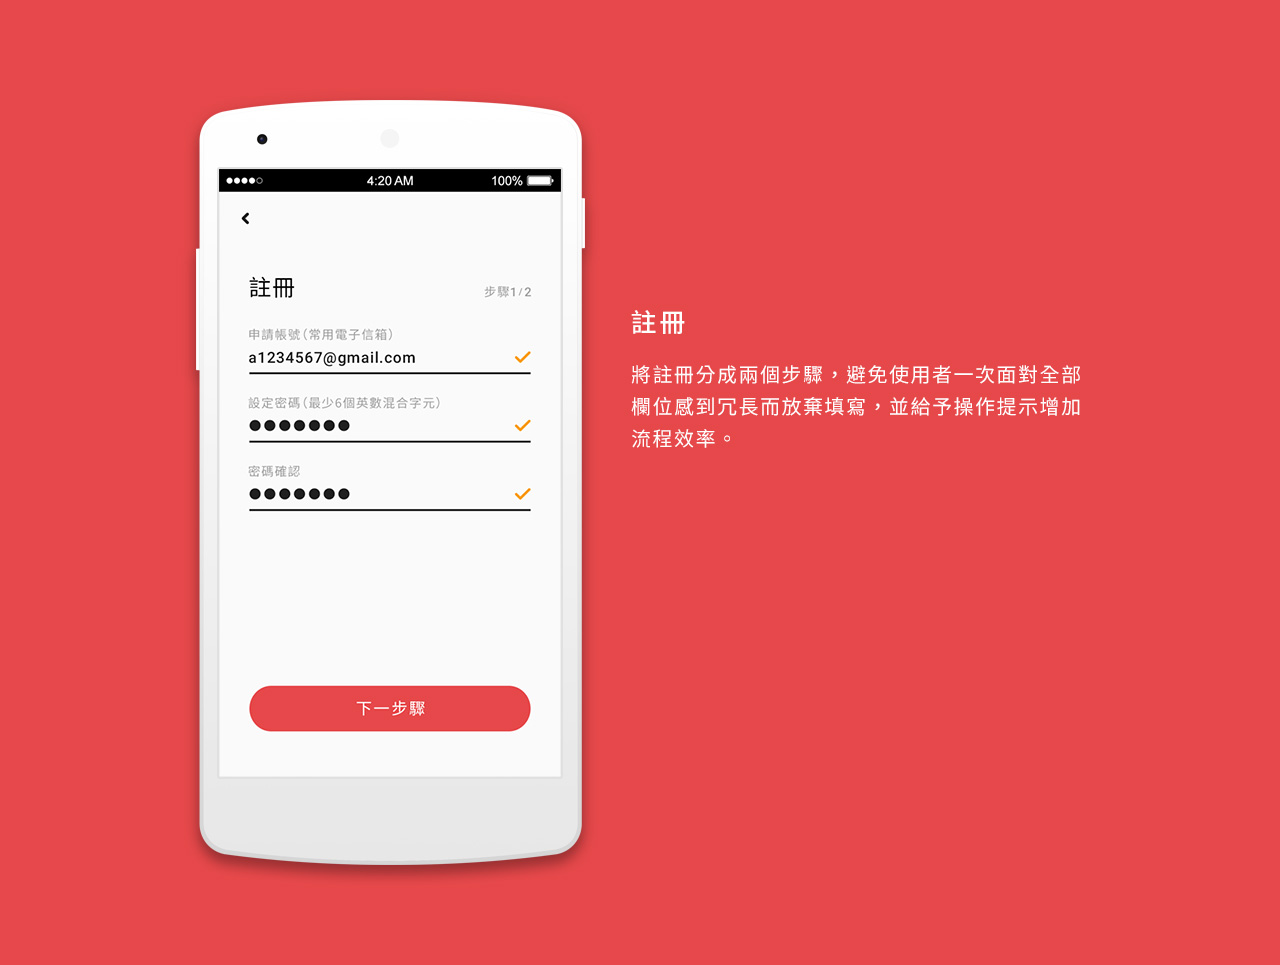 4:20 AM 100%
註冊 步驟1/2
申請帳號(常用電子信箱)
a1234567@gmail.com
設定密碼(最少6個英數混合字元)
密碼確認
下一步驟
註冊
將註冊分成兩個步驟，避免使用者一次面對全部
欄位感到冗長而放棄填寫，並給予操作提示增加
流程效率。